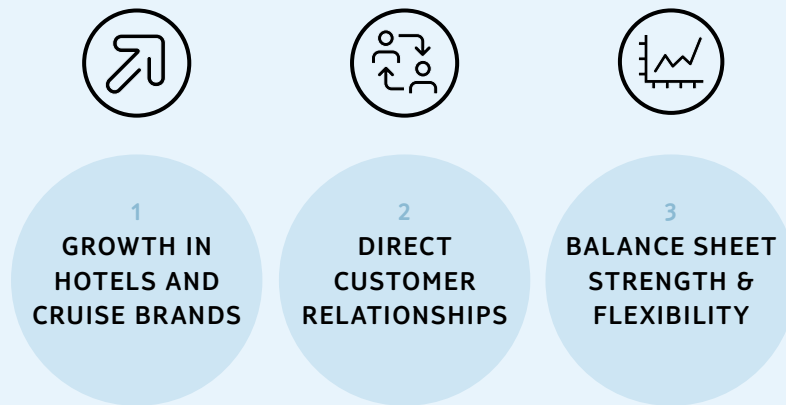 1
GROWTH IN
HOTELS AND
CRUISE BRANDS
2
DIRECT
CUSTOMER
RELATIONSHIPS
3
BALANCE SHEET
STRENGTH &
FLEXIBILITY